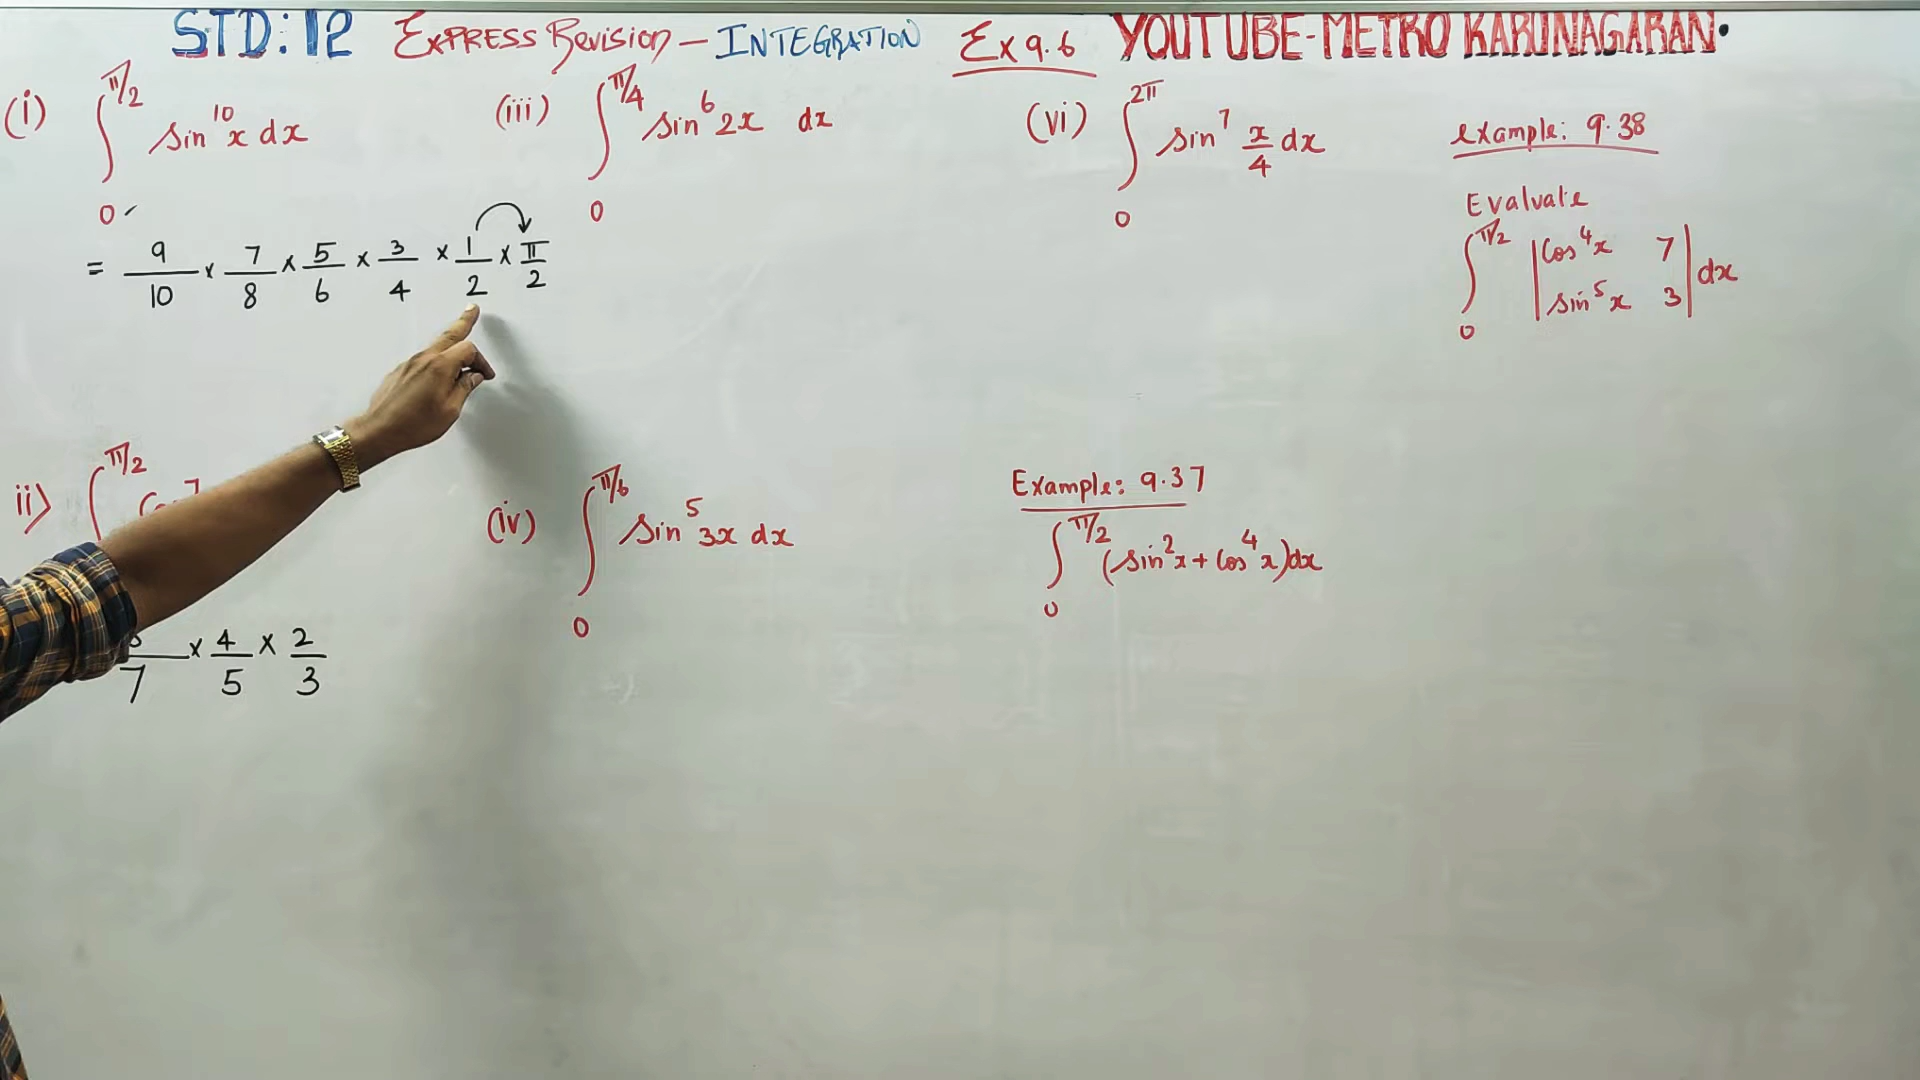 STD: 12 EXPRESS Revision – INTEGRATION Ex 9.6 YOUTUBE-METRO KARUNAGARAN.
(i) ∫₀^{π/2} sin¹⁰x dx
= 9/10 × 7/8 × 5/6 × 3/4 × 1/2 × π/2
ii) ∫ π/2
7 × 4/5 × 2/3
(iii) ∫₀^{π/4} sin⁶2x dx
(iv) ∫₀^{π/6} sin⁵3x dx
(vi) ∫₀^{2π} sin⁷ x/4 dx
Example: 9.37
∫₀^{π/2} (sin²x + cos⁴x)dx
example: 9.38
Evaluate
∫₀^{π/2} |cos⁴x 7|
|sin⁵x 3| dx